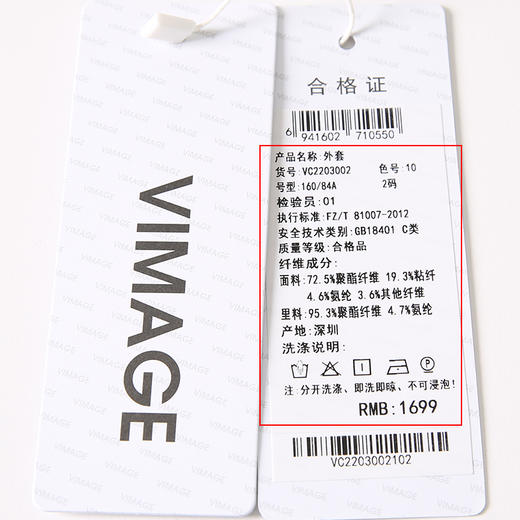 VIMAGE
合格证
6 941602 710550
产品名称:外套
货号:VC2203002 色号:10
号型:160/84A 2码
检验员:01
执行标准:FZ/T 81007-2012
安全技术类别:GB18401 C类
质量等级:合格品
纤维成分:
面料:72.5%聚酯纤维 19.3%粘纤
4.6%氨纶 3.6%其他纤维
里料:95.3%聚酯纤维 4.7%氨纶
产地:深圳
洗涤说明:
P
注:分开洗涤、即洗即晾、不可浸泡!
RMB:1699
VC2203002102